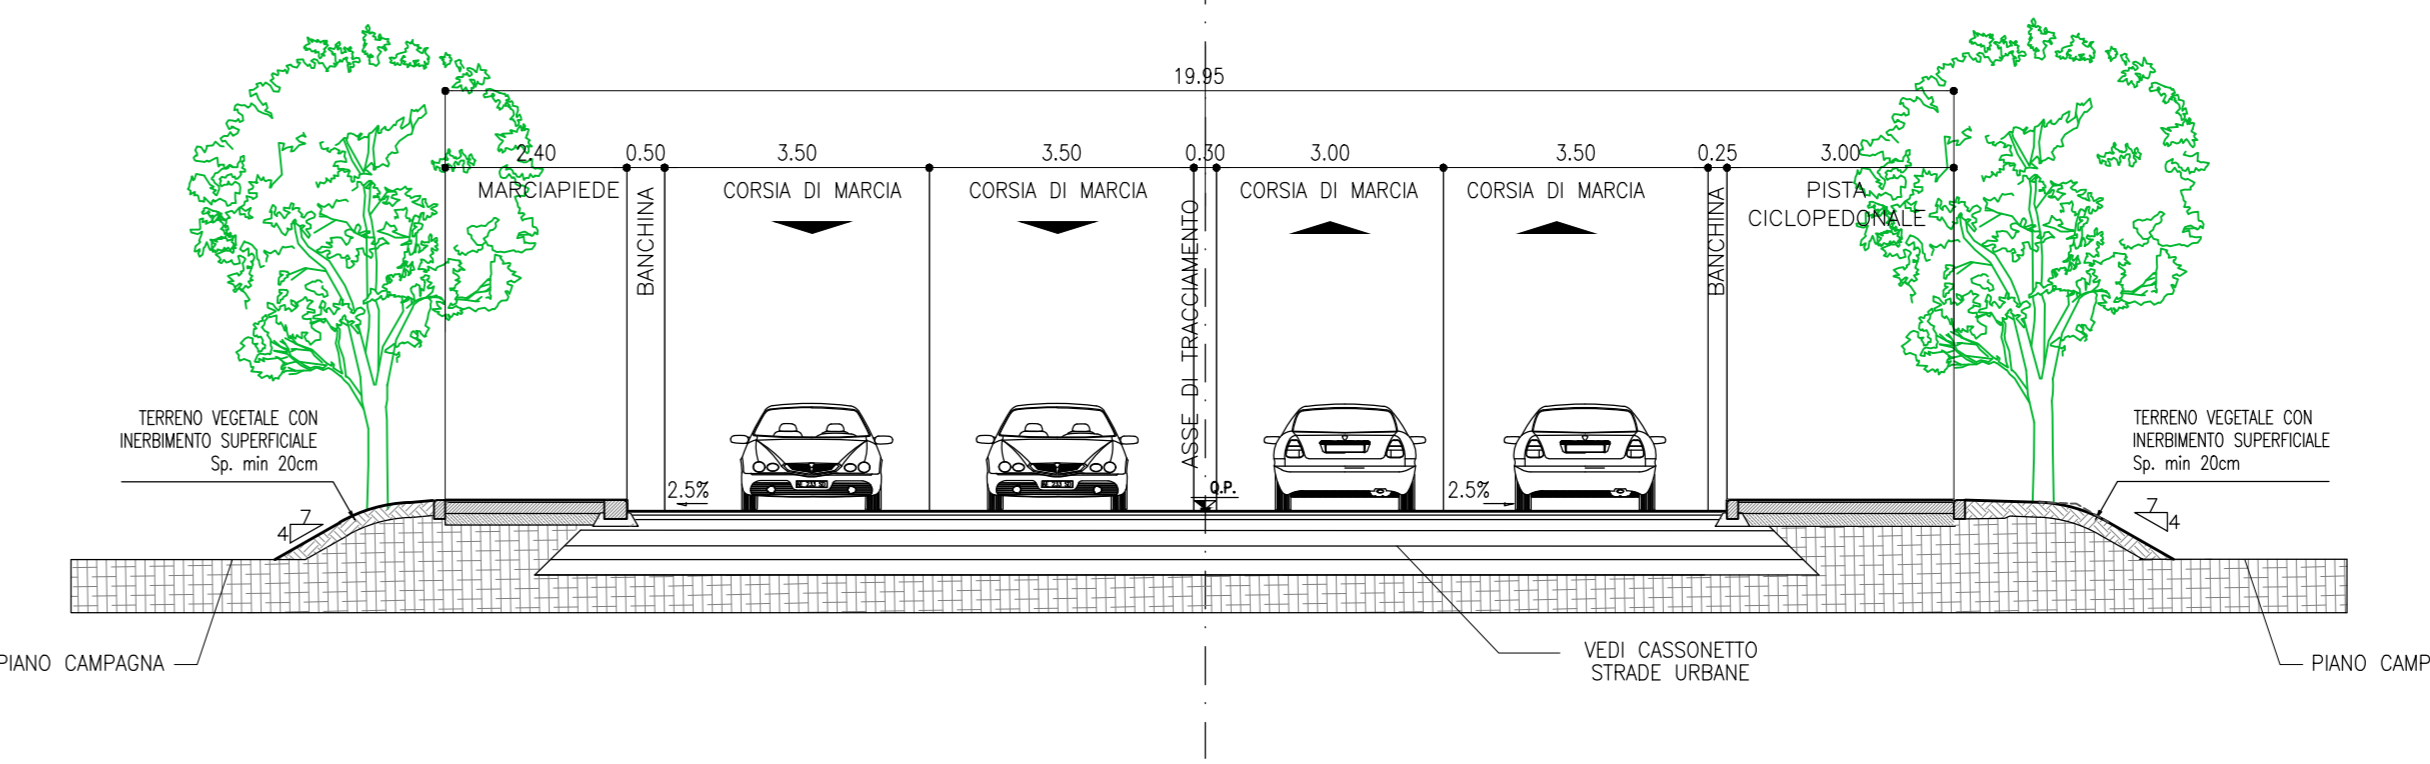 19.95
2.40 0.50 3.50 3.50 0.30 3.00 3.50 0.25 3.00
MARCIAPIEDE
BANCHINA
CORSIA DI MARCIA
CORSIA DI MARCIA
ASSE DI TRACCIAMENTO
CORSIA DI MARCIA
CORSIA DI MARCIA
BANCHINA
PISTA
CICLOPEDONALE
TERRENO VEGETALE CON
INERBIMENTO SUPERFICIALE
Sp. min 20cm
TERRENO VEGETALE CON
INERBIMENTO SUPERFICIALE
Sp. min 20cm
2.5%
Q.P.
2.5%
7
4
7
4
PIANO CAMPAGNA
VEDI CASSONETTO
STRADE URBANE
PIANO CAMP